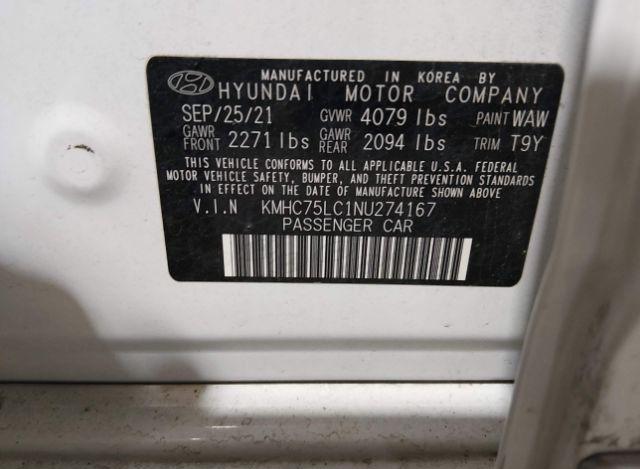 MANUFACTURED IN KOREA BY
HYUNDAI MOTOR COMPANY
SEP/25/21 GVWR 4079 lbs PAINT WAW
GAWR FRONT 2271 lbs GAWR REAR 2094 lbs TRIM T9Y
THIS VEHICLE CONFORMS TO ALL APPLICABLE U.S.A. FEDERAL
MOTOR VEHICLE SAFETY, BUMPER, AND THEFT PREVENTION STANDARDS
IN EFFECT ON THE DATE OF MANUFACTURE SHOWN ABOVE
V.I.N KMHC75LC1NU274167
PASSENGER CAR